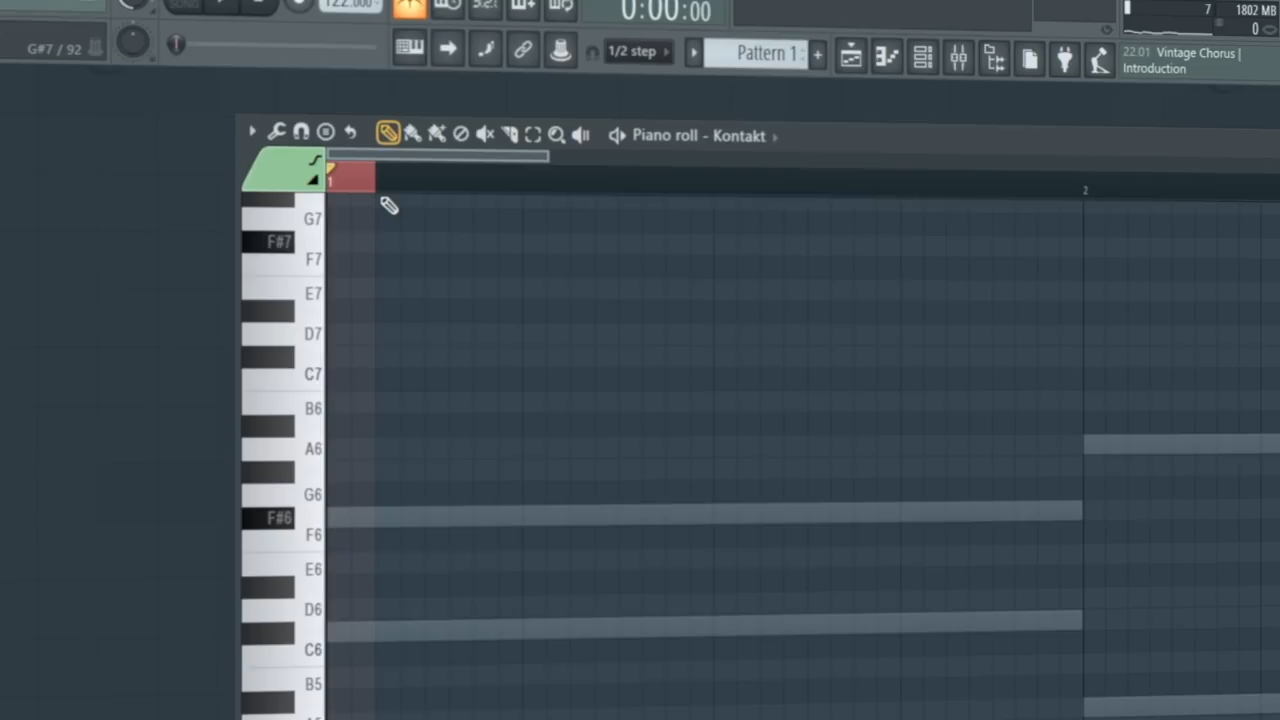 122.000
0:00:00
7
1802 MB
0
G#7 / 92
1/2 step
Pattern 1
+
22.01 Vintage Chorus |
Introduction
Piano roll - Kontakt
1
2
G7
F#7
F7
E7
D7
C7
B6
A6
G6
F#6
F6
E6
D6
C6
B5